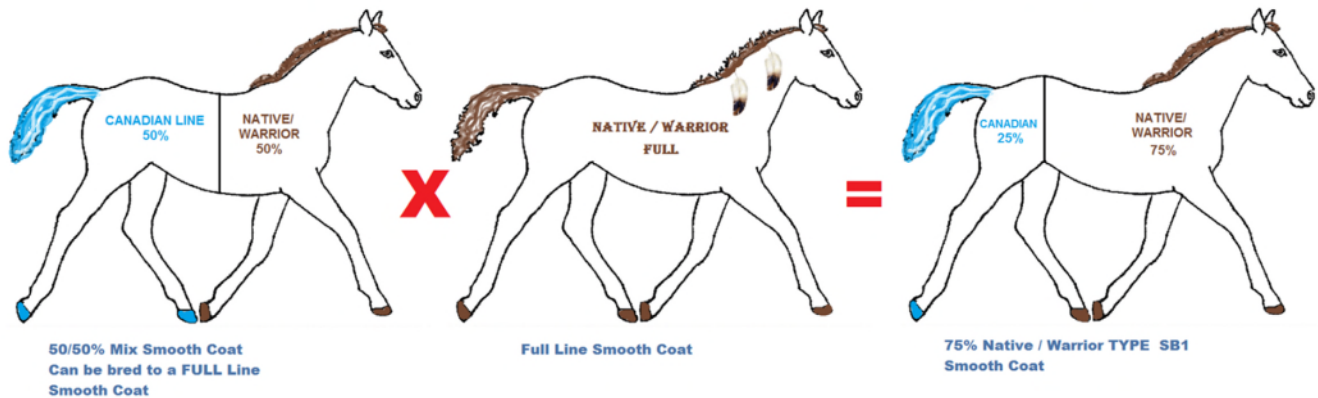 CANADIAN LINE
50%
NATIVE/
WARRIOR
50%
X
NATIVE / WARRIOR
FULL
=
CANADIAN
25%
NATIVE/
WARRIOR
75%
50/50% Mix Smooth Coat
Can be bred to a FULL Line
Smooth Coat
Full Line Smooth Coat
75% Native / Warrior TYPE SB1
Smooth Coat